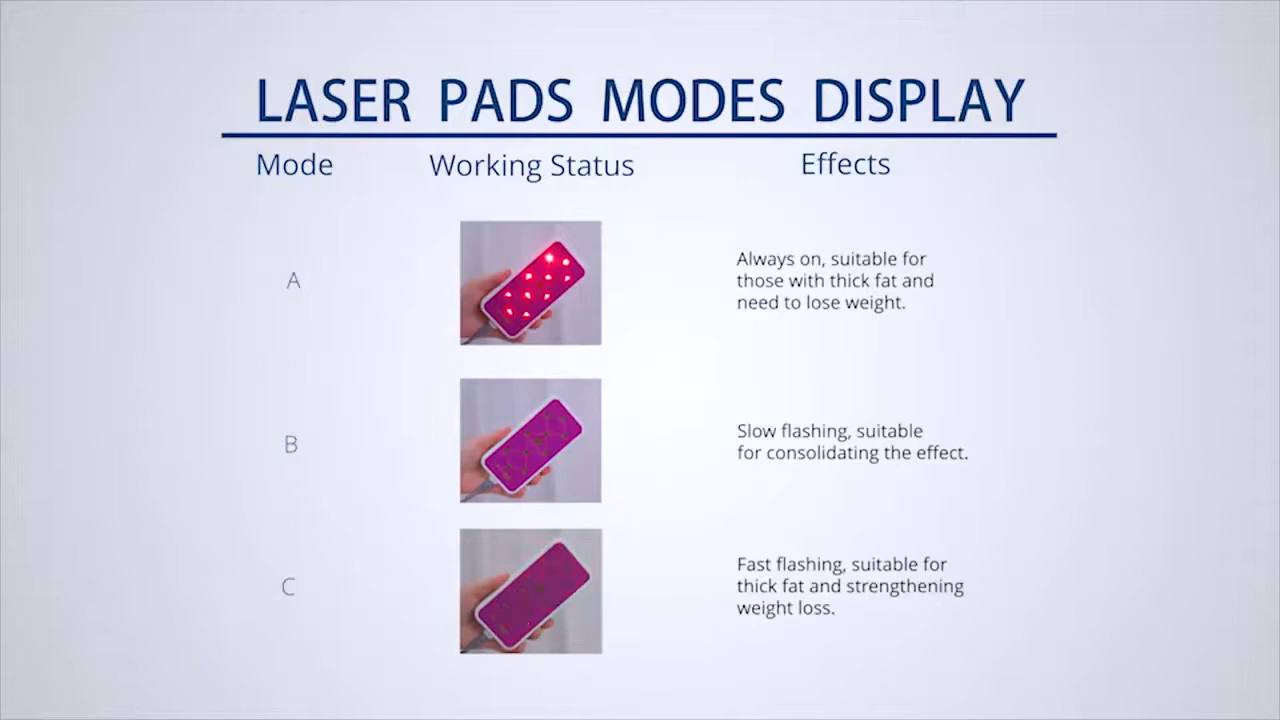 LASER PADS MODES DISPLAY
Mode Working Status Effects
A
Always on, suitable for
those with thick fat and
need to lose weight.
B
Slow flashing, suitable
for consolidating the effect.
C
Fast flashing, suitable for
thick fat and strengthening
weight loss.